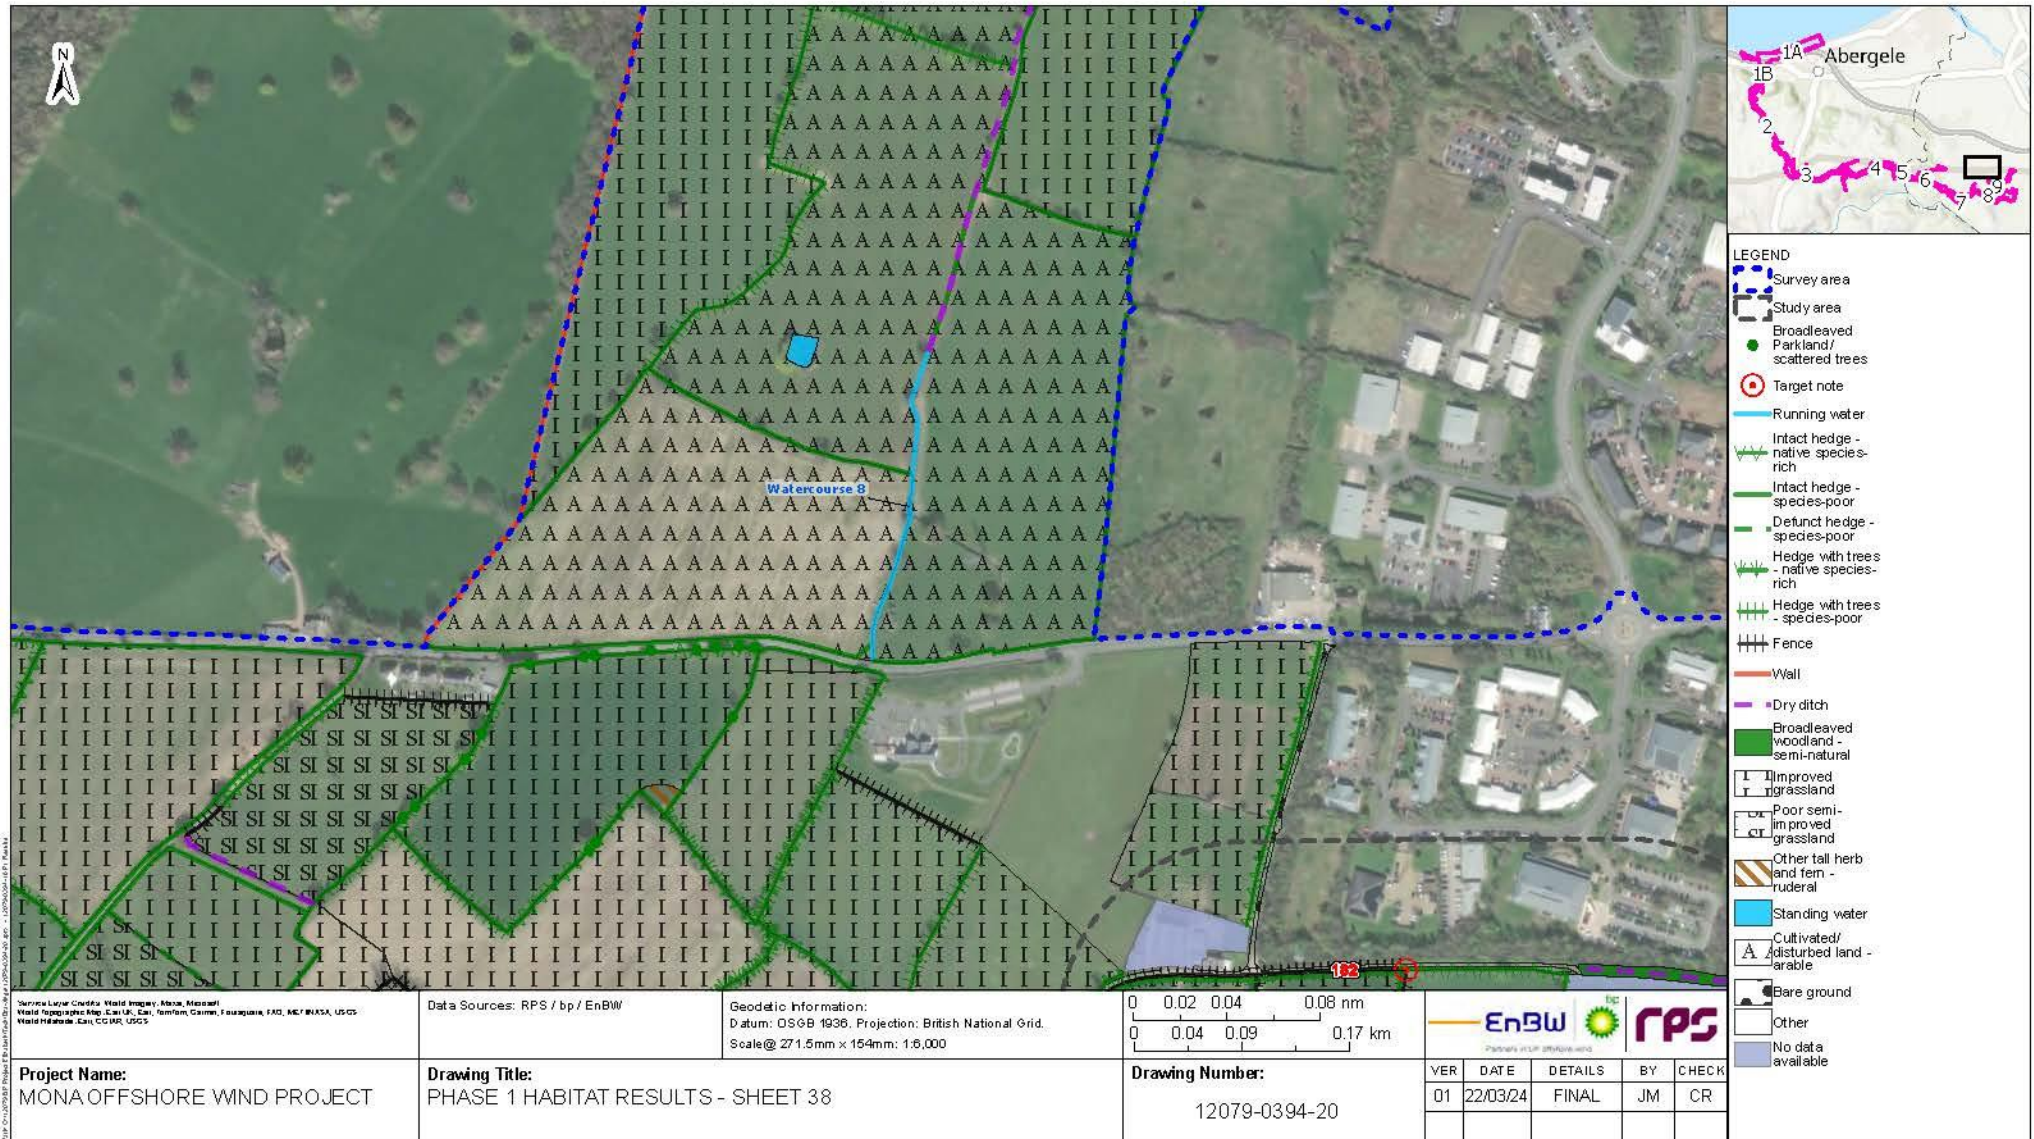 N
Watercourse 8
182
1A
Abergele
1B
2
3
4
5
6
7
8
9
LEGEND
Survey area
Study area
Broadleaved
Parkland/
scattered trees
Target note
Running water
Intact hedge -
native species-
rich
Intact hedge -
species-poor
Defunct hedge -
species-poor
Hedge with trees
- native species-
rich
Hedge with trees
- species-poor
Fence
Wall
Dry ditch
Broadleaved
woodland -
semi-natural
Improved
grassland
Poor semi-
improved
grassland
Other tall herb
and fern -
ruderal
Standing water
Cultivated/
disturbed land -
arable
Bare ground
Other
No data
available
Data Sources: RPS / bp / EnBW
Geodetic Information:
Datum: OSGB 1936. Projection: British National Grid.
Scale@ 271.5mm x 154mm: 1:6,000
0 0.02 0.04 0.08 nm
0 0.04 0.09 0.17 km
EnBW
bp
rps
Project Name:
MONA OFFSHORE WIND PROJECT
Drawing Title:
PHASE 1 HABITAT RESULTS - SHEET 38
Drawing Number:
12079-0394-20
VER DATE DETAILS BY CHECK
01 22/03/24 FINAL JM CR